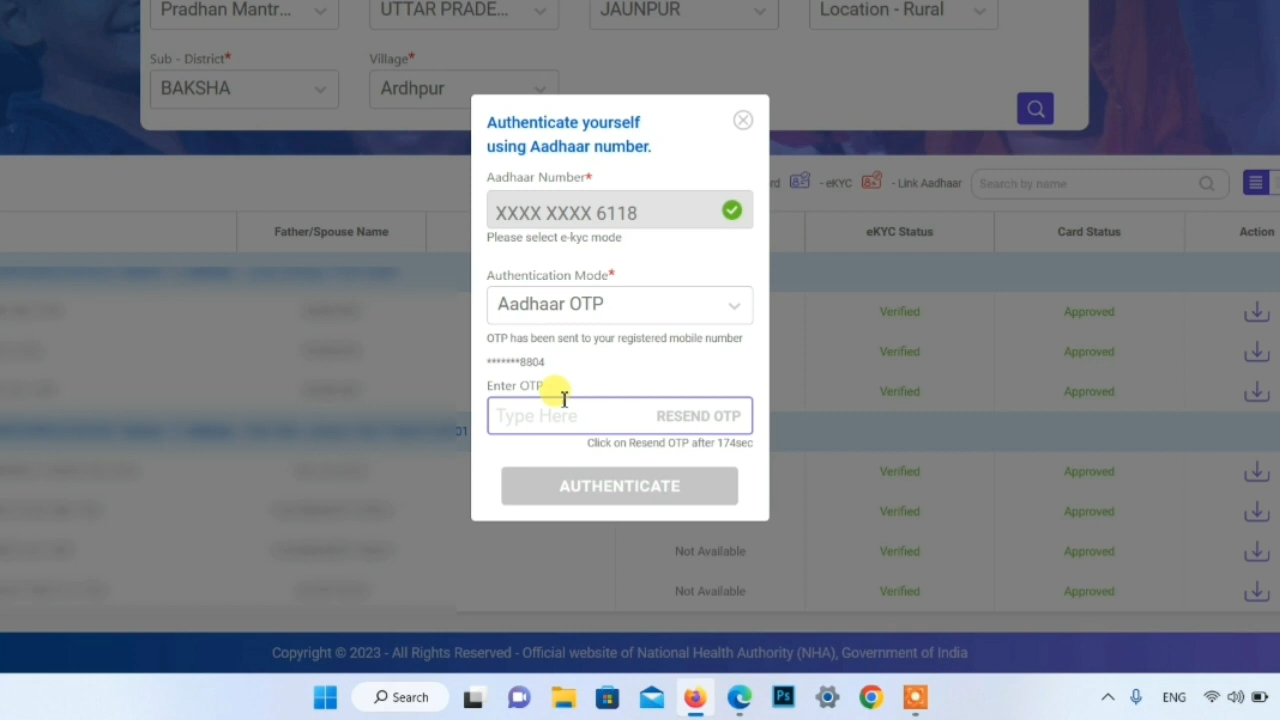 Pradhan Mantr...
UTTAR PRADE...
JAUNPUR
Location - Rural
Sub - District*
Village*
BAKSHA
Ardhpur
Authenticate yourself
using Aadhaar number.
Aadhaar Number*
XXXX XXXX 6118
Please select e-kyc mode
Authentication Mode*
Aadhaar OTP
OTP has been sent to your registered mobile number
*******8804
Enter OTP
Type Here RESEND OTP
Click on Resend OTP after 174sec
AUTHENTICATE
- eKYC - Link Aadhaar Search by name
Father/Spouse Name eKYC Status Card Status Action
Verified Approved
Verified Approved
Verified Approved
01
Verified Approved
Verified Approved
Not Available Verified Approved
Not Available Verified Approved
Copyright © 2023 - All Rights Reserved - Official website of National Health Authority (NHA), Government of India
Search Ps ENG